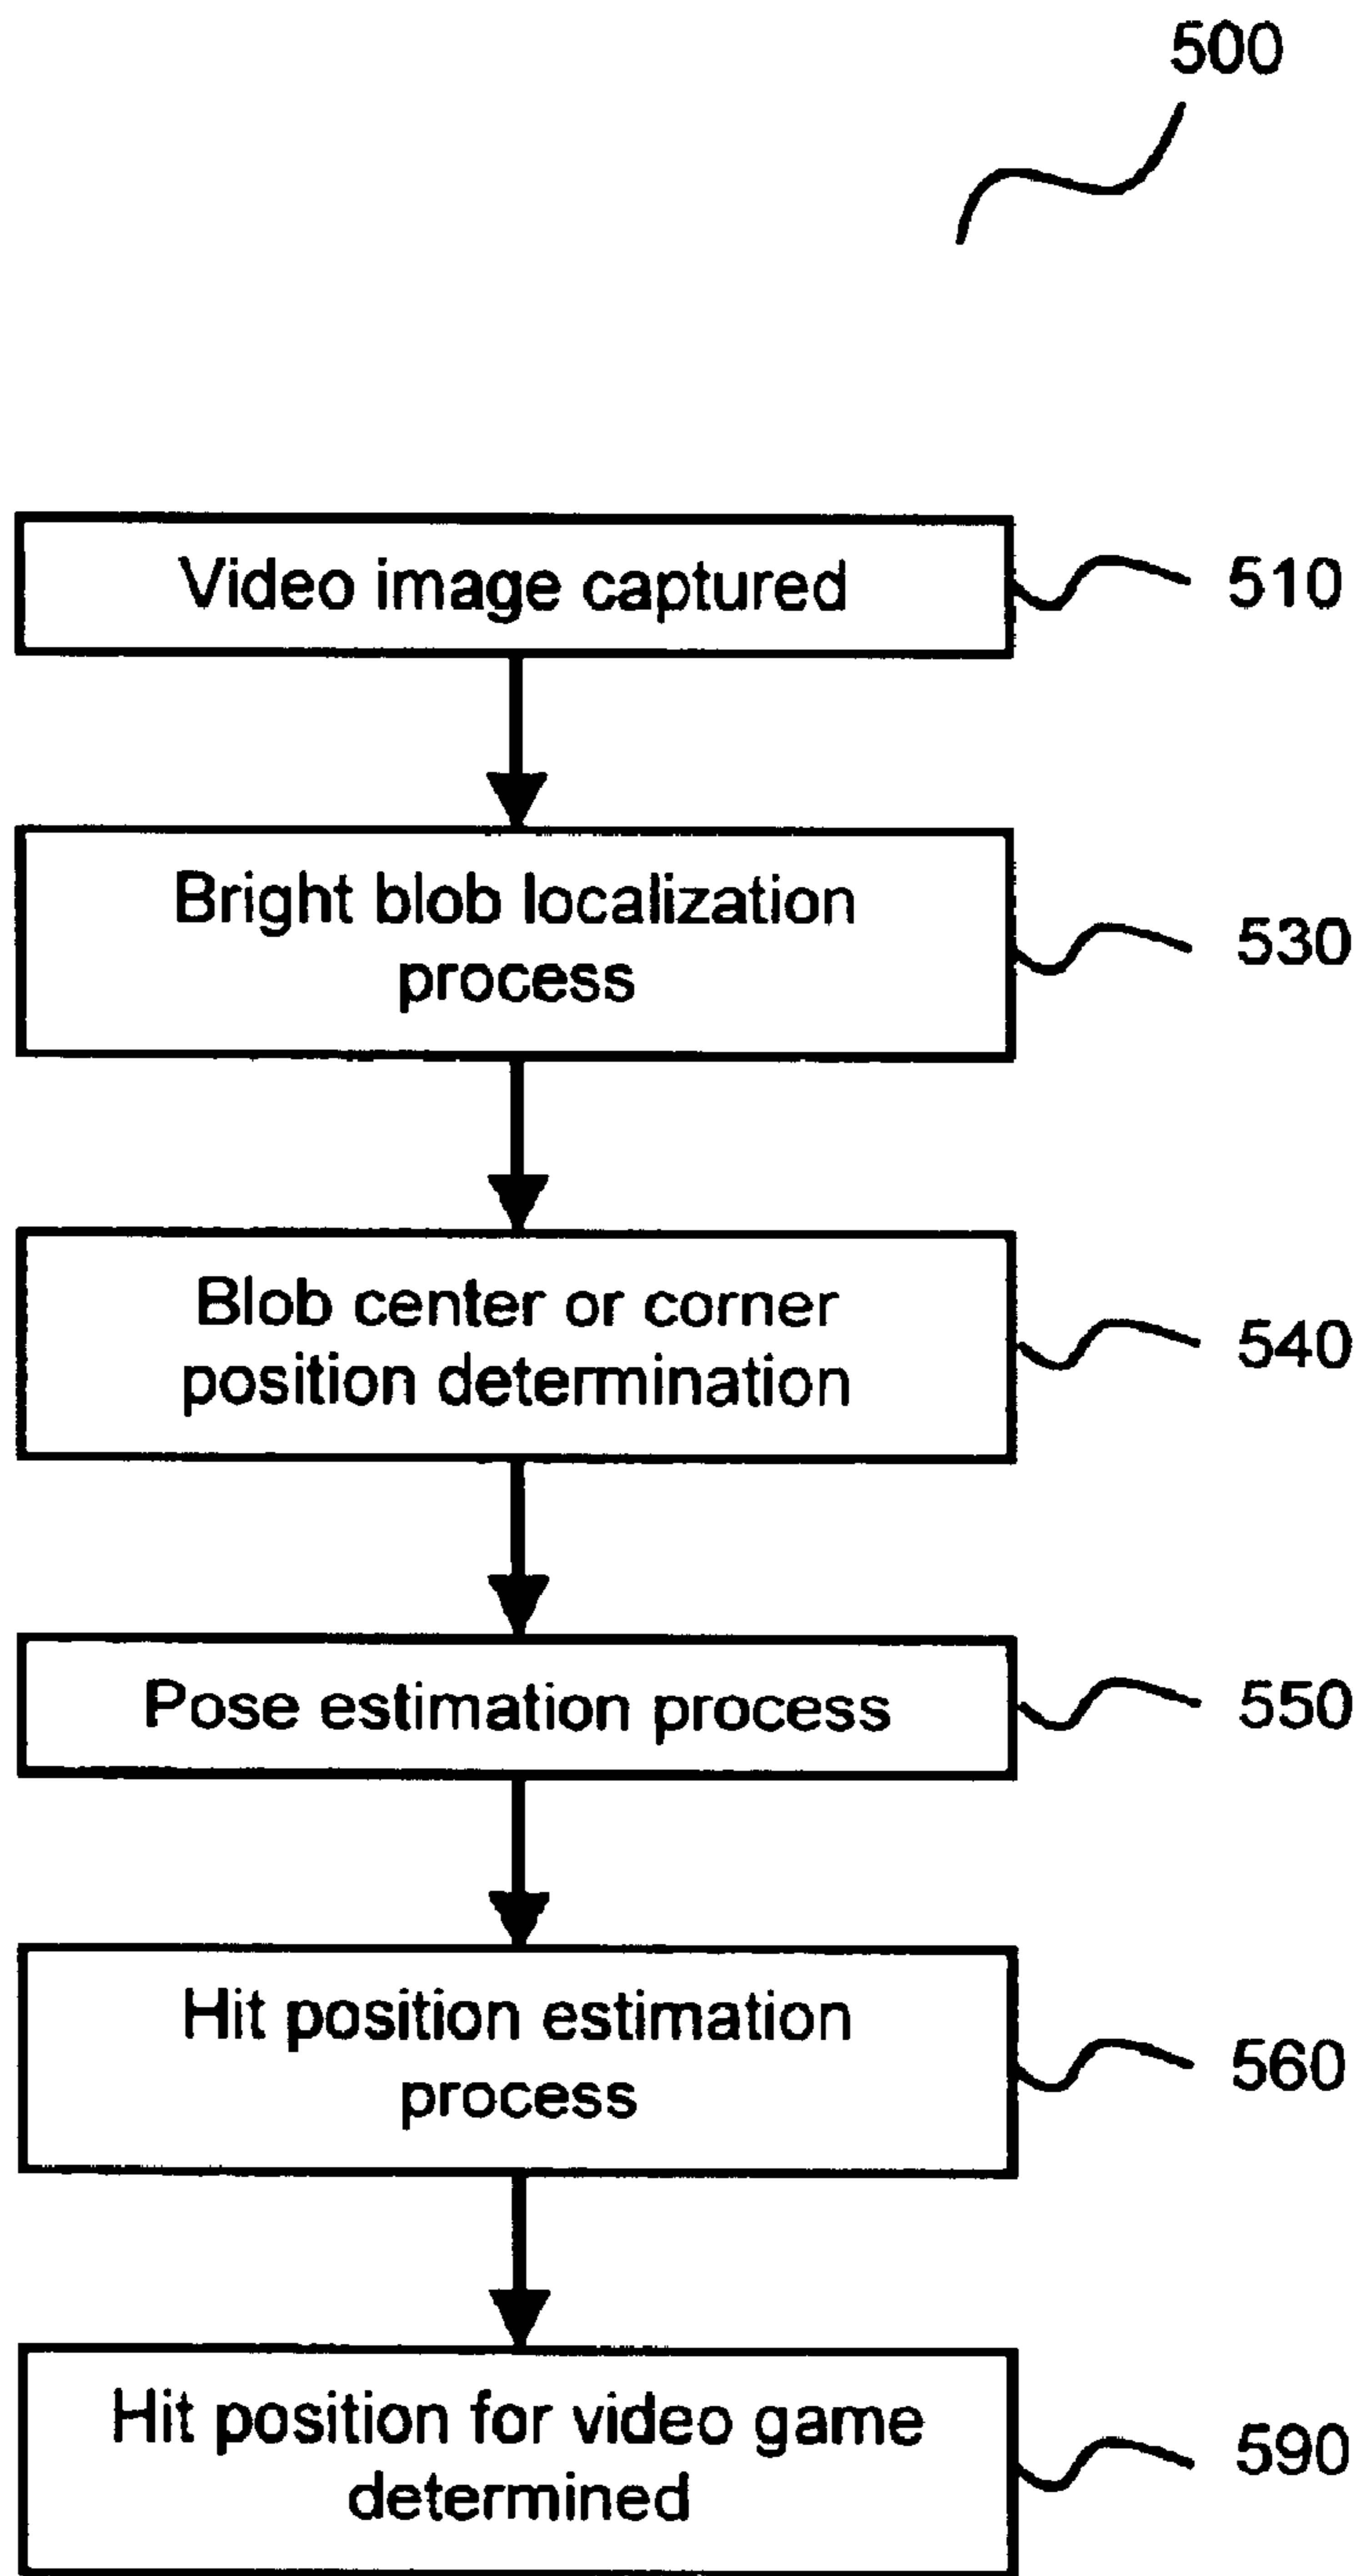 500
Video image captured
510
Bright blob localization
process
530
Blob center or corner
position determination
540
Pose estimation process
550
Hit position estimation
process
560
Hit position for video game
determined
590